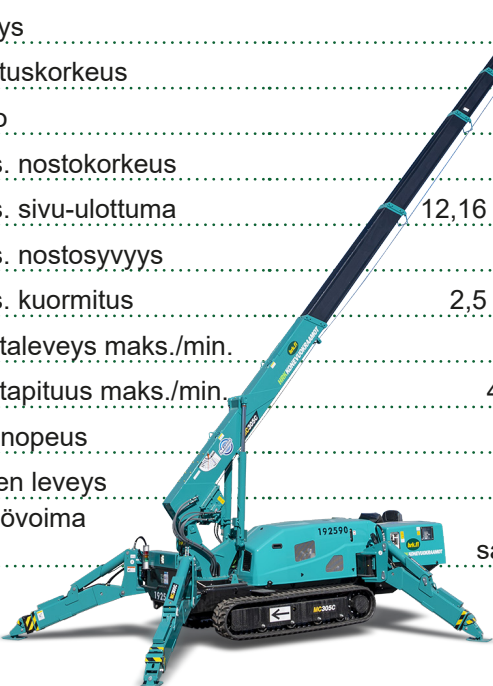 ys
tuskorkeus
o
s. nostokorkeus
s. sivu-ulottuma 12,16
s. nostosyvyys
s. kuormitus 2,5
taleveys maks./min.
tapituus maks./min. 4
nopeus
en leveys
övoima
sa
192590
MC305C